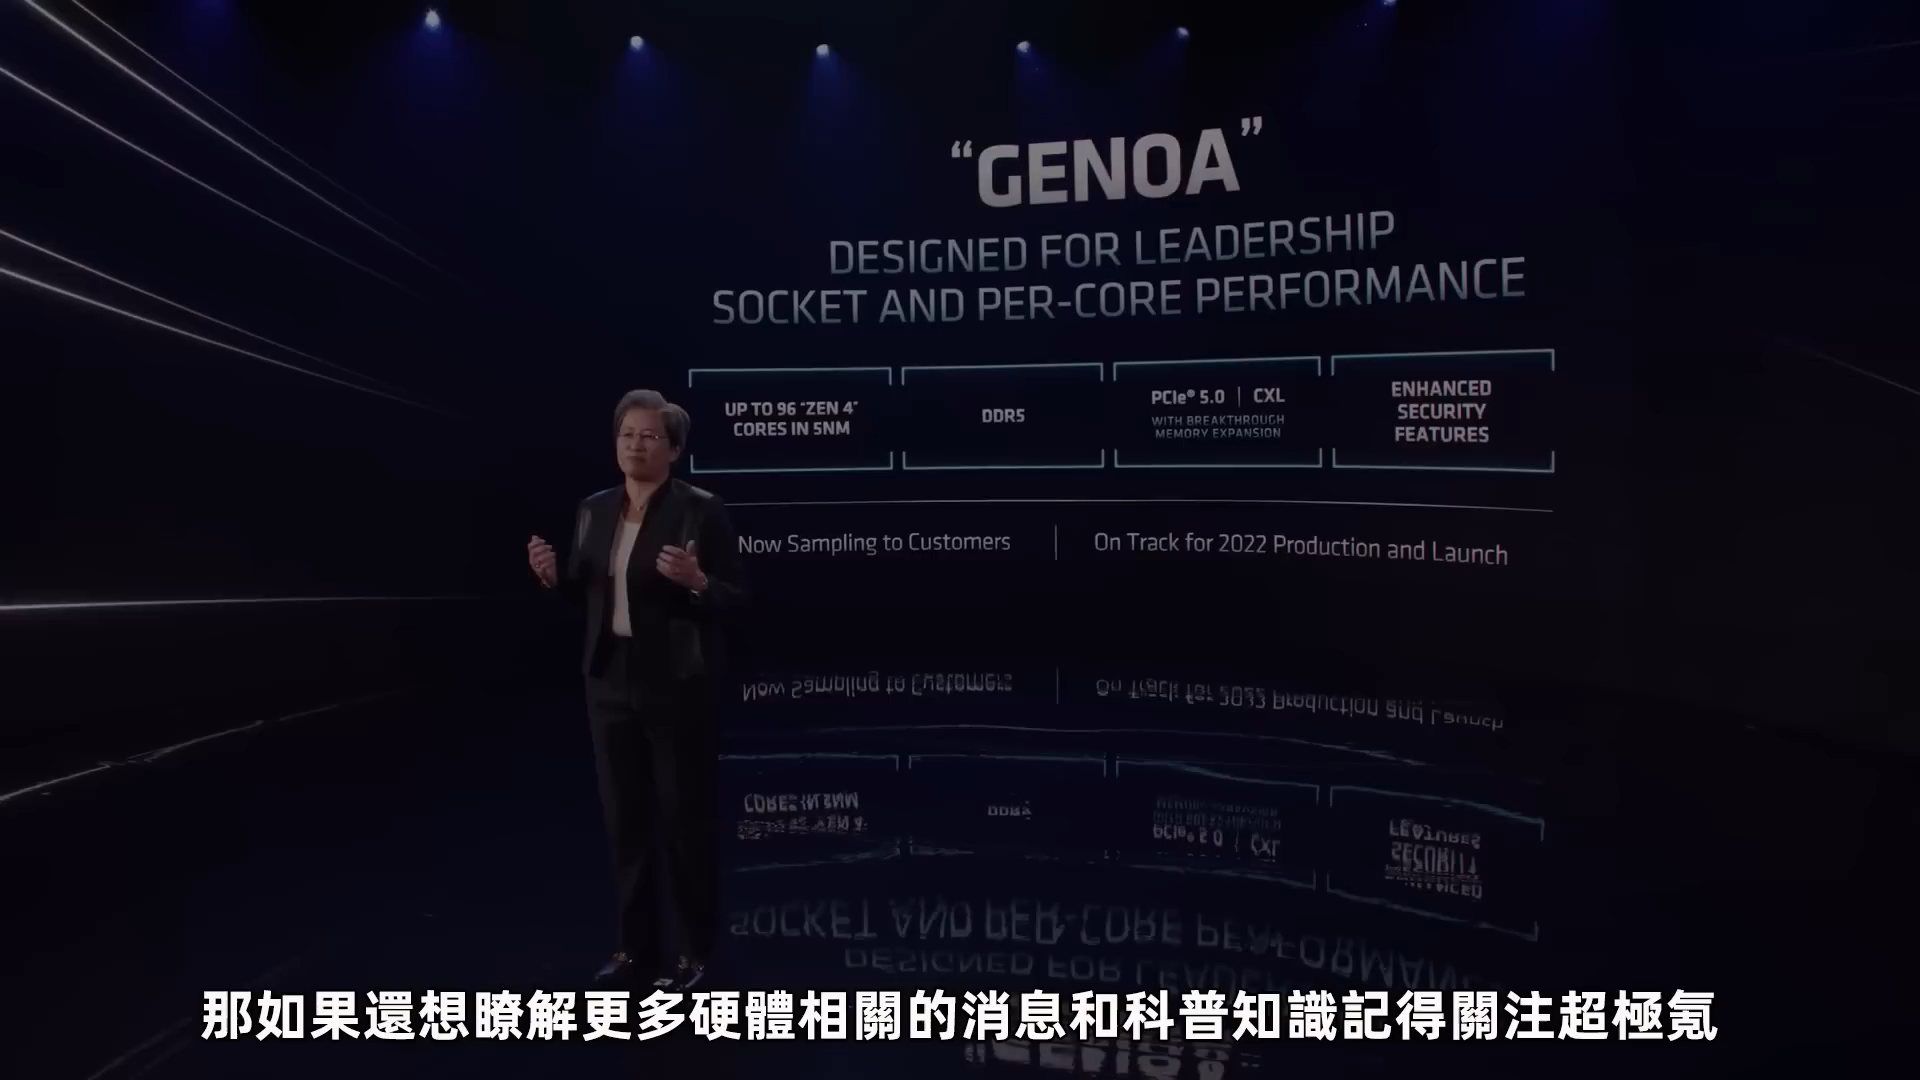 “GENOA”
DESIGNED FOR LEADERSHIP
SOCKET AND PER-CORE PERFORMANCE
UP TO 96 “ZEN 4”
CORES IN 5NM
DDR5
PCIe® 5.0 | CXL
WITH BREAKTHROUGH
MEMORY EXPANSION
ENHANCED
SECURITY
FEATURES
Now Sampling to Customers
On Track for 2022 Production and Launch
那如果還想瞭解更多硬體相關的消息和科普知識記得關注超極氪